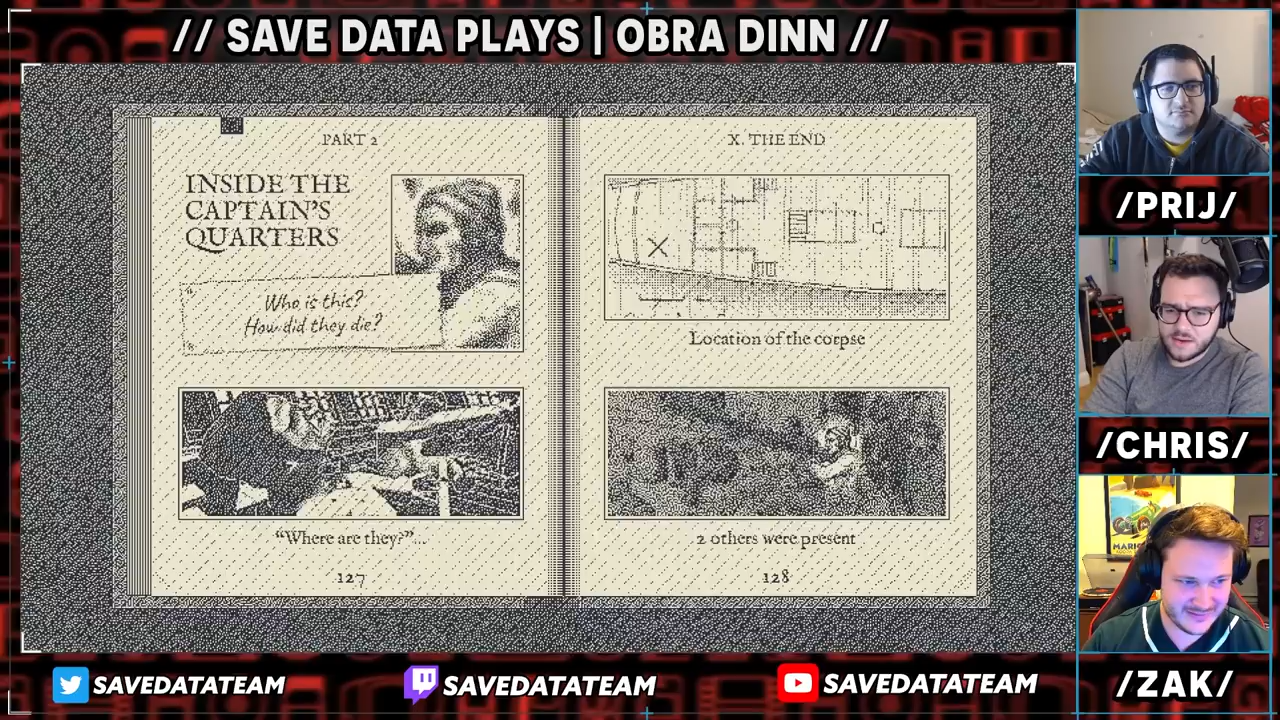 // SAVE DATA PLAYS | OBRA DINN //
PART 2
INSIDE THE
CAPTAIN'S
QUARTERS
Who is this?
How did they die?
"Where are they?"...
127
X. THE END
Location of the corpse
2 others were present
128
/PRIJ/
/CHRIS/
MARIO
/ZAK/
SAVEDATATEAM
SAVEDATATEAM
SAVEDATATEAM